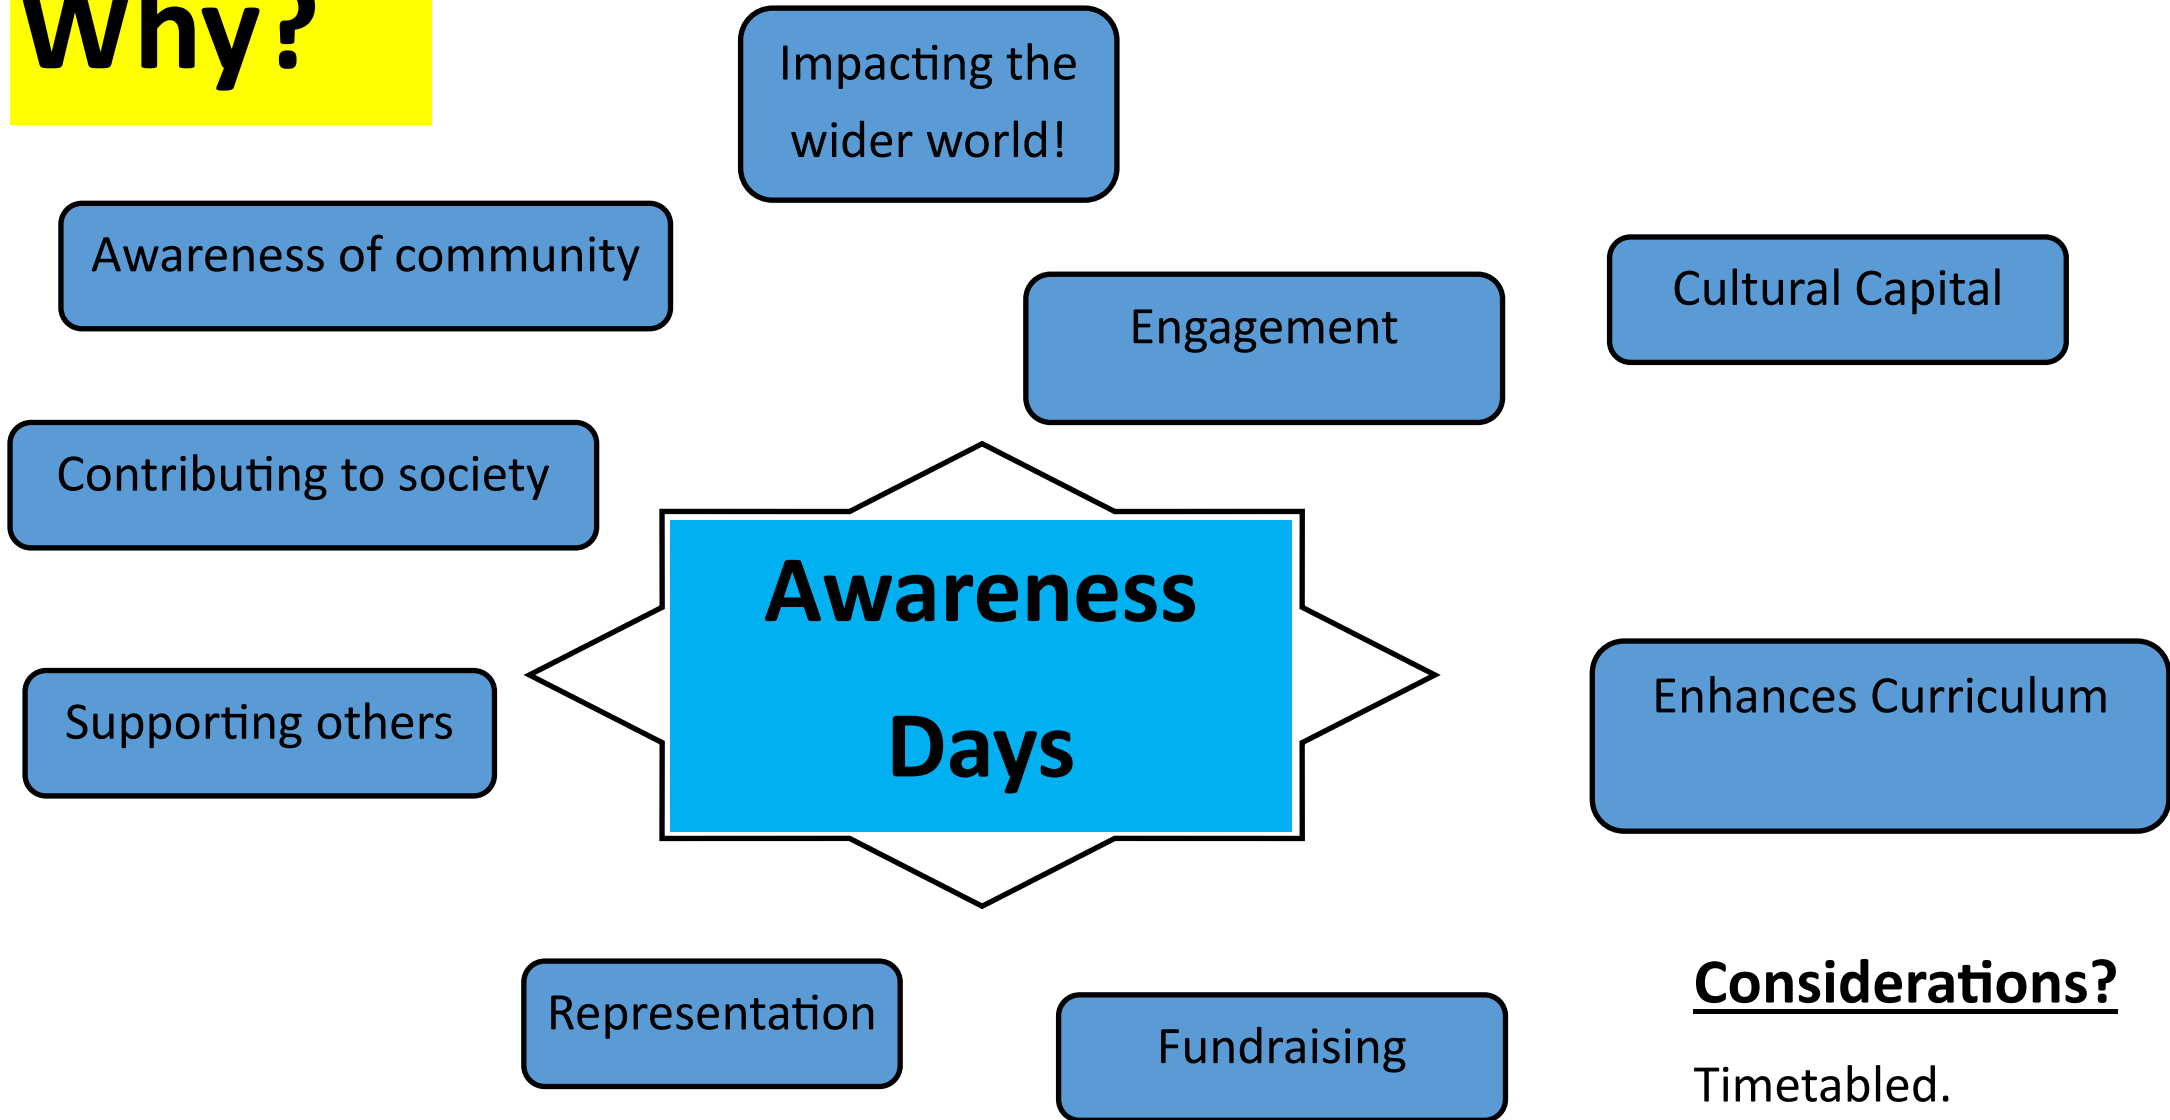 Why?
Impacting the
wider world!
Awareness of community
Cultural Capital
Engagement
Contributing to society
Awareness
Days
Supporting others
Enhances Curriculum
Representation
Fundraising
Considerations?
Timetabled.